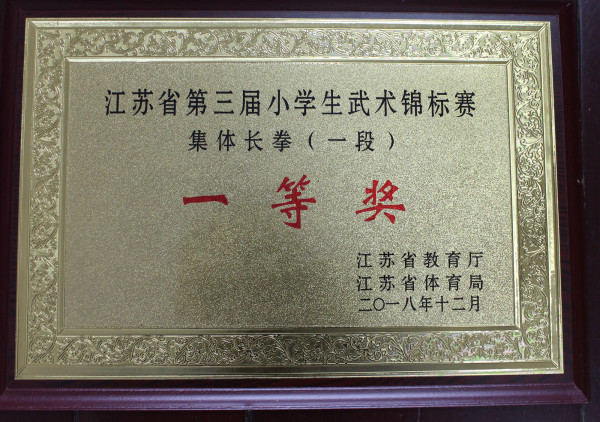 江苏省第三届小学生武术锦标赛
集体长拳（一段）
一等奖
江苏省教育厅
江苏省体育局
二〇一八年十二月